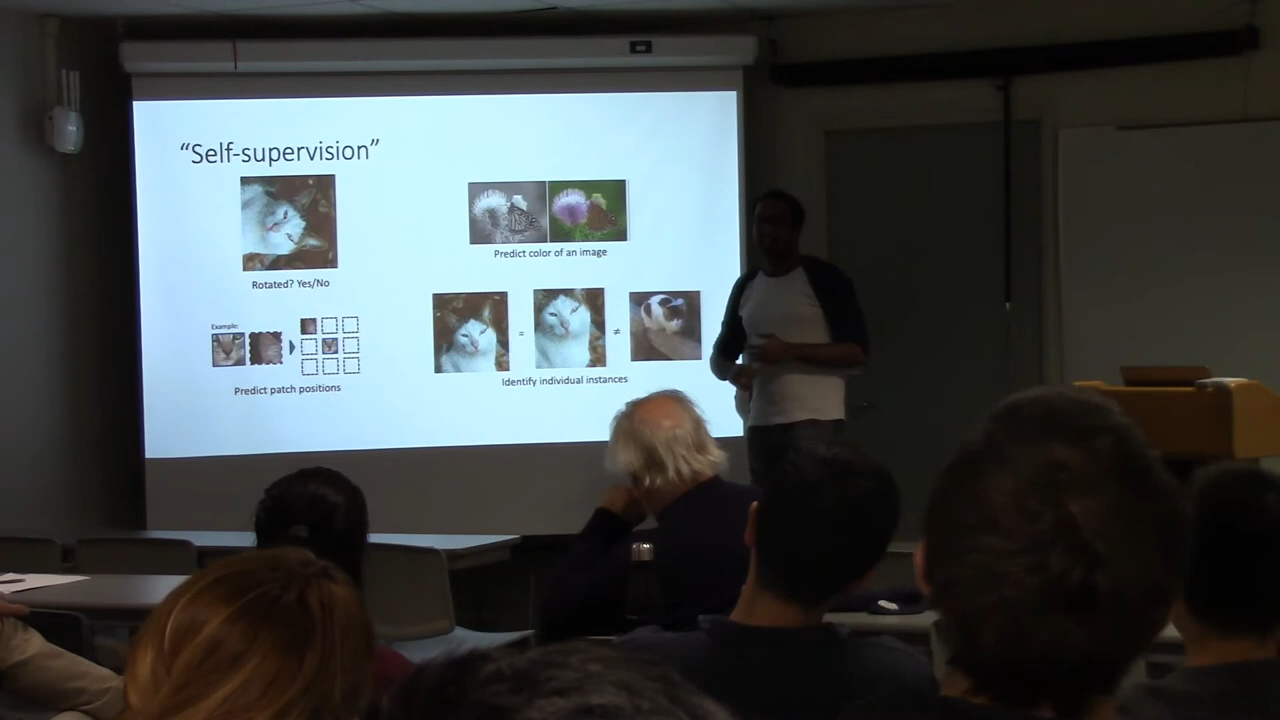 “Self-supervision”
Rotated? Yes/No
Predict color of an image
Example:
Predict patch positions
= ≠
Identify individual instances